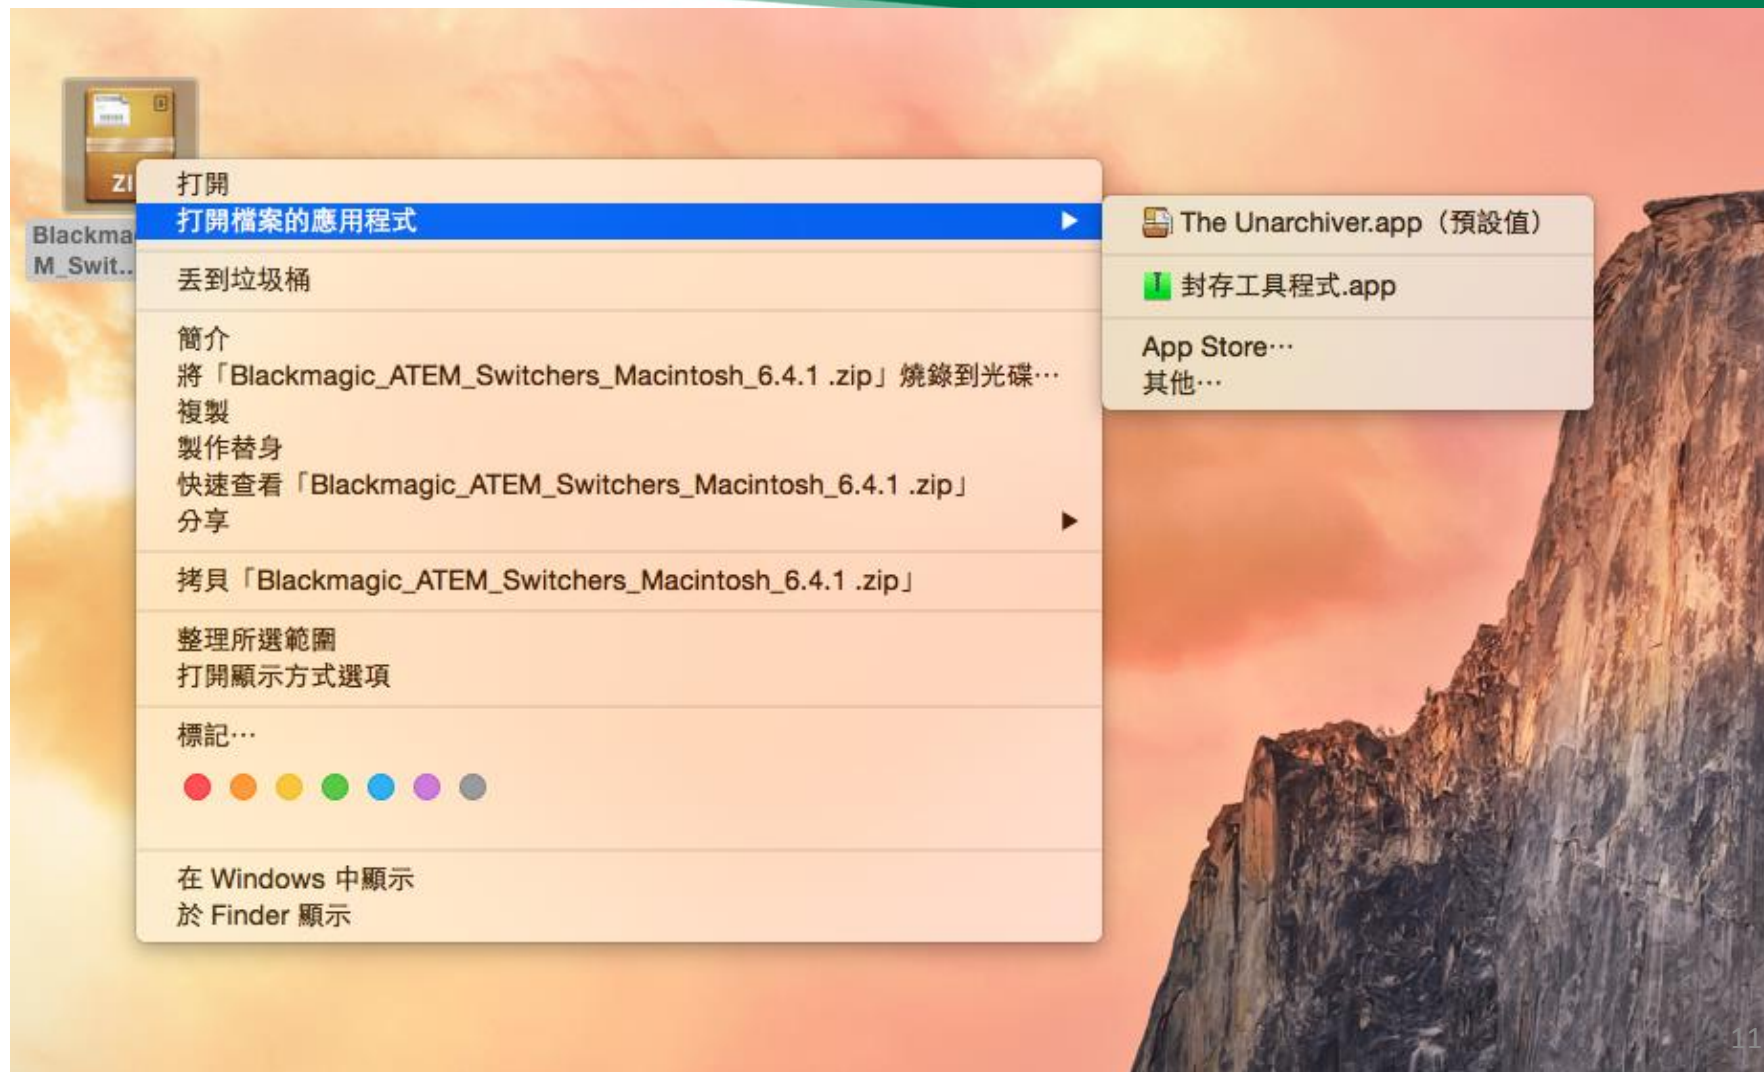 ZI
Blackma
M_Swit...
打開
打開檔案的應用程式
丟到垃圾桶
簡介
將「Blackmagic_ATEM_Switchers_Macintosh_6.4.1 .zip」燒錄到光碟⋯
複製
製作替身
快速查看「Blackmagic_ATEM_Switchers_Macintosh_6.4.1 .zip」
分享
拷貝「Blackmagic_ATEM_Switchers_Macintosh_6.4.1 .zip」
整理所選範圍
打開顯示方式選項
標記⋯
在 Windows 中顯示
於 Finder 顯示
The Unarchiver.app（預設值）
封存工具程式.app
App Store⋯
其他⋯
11